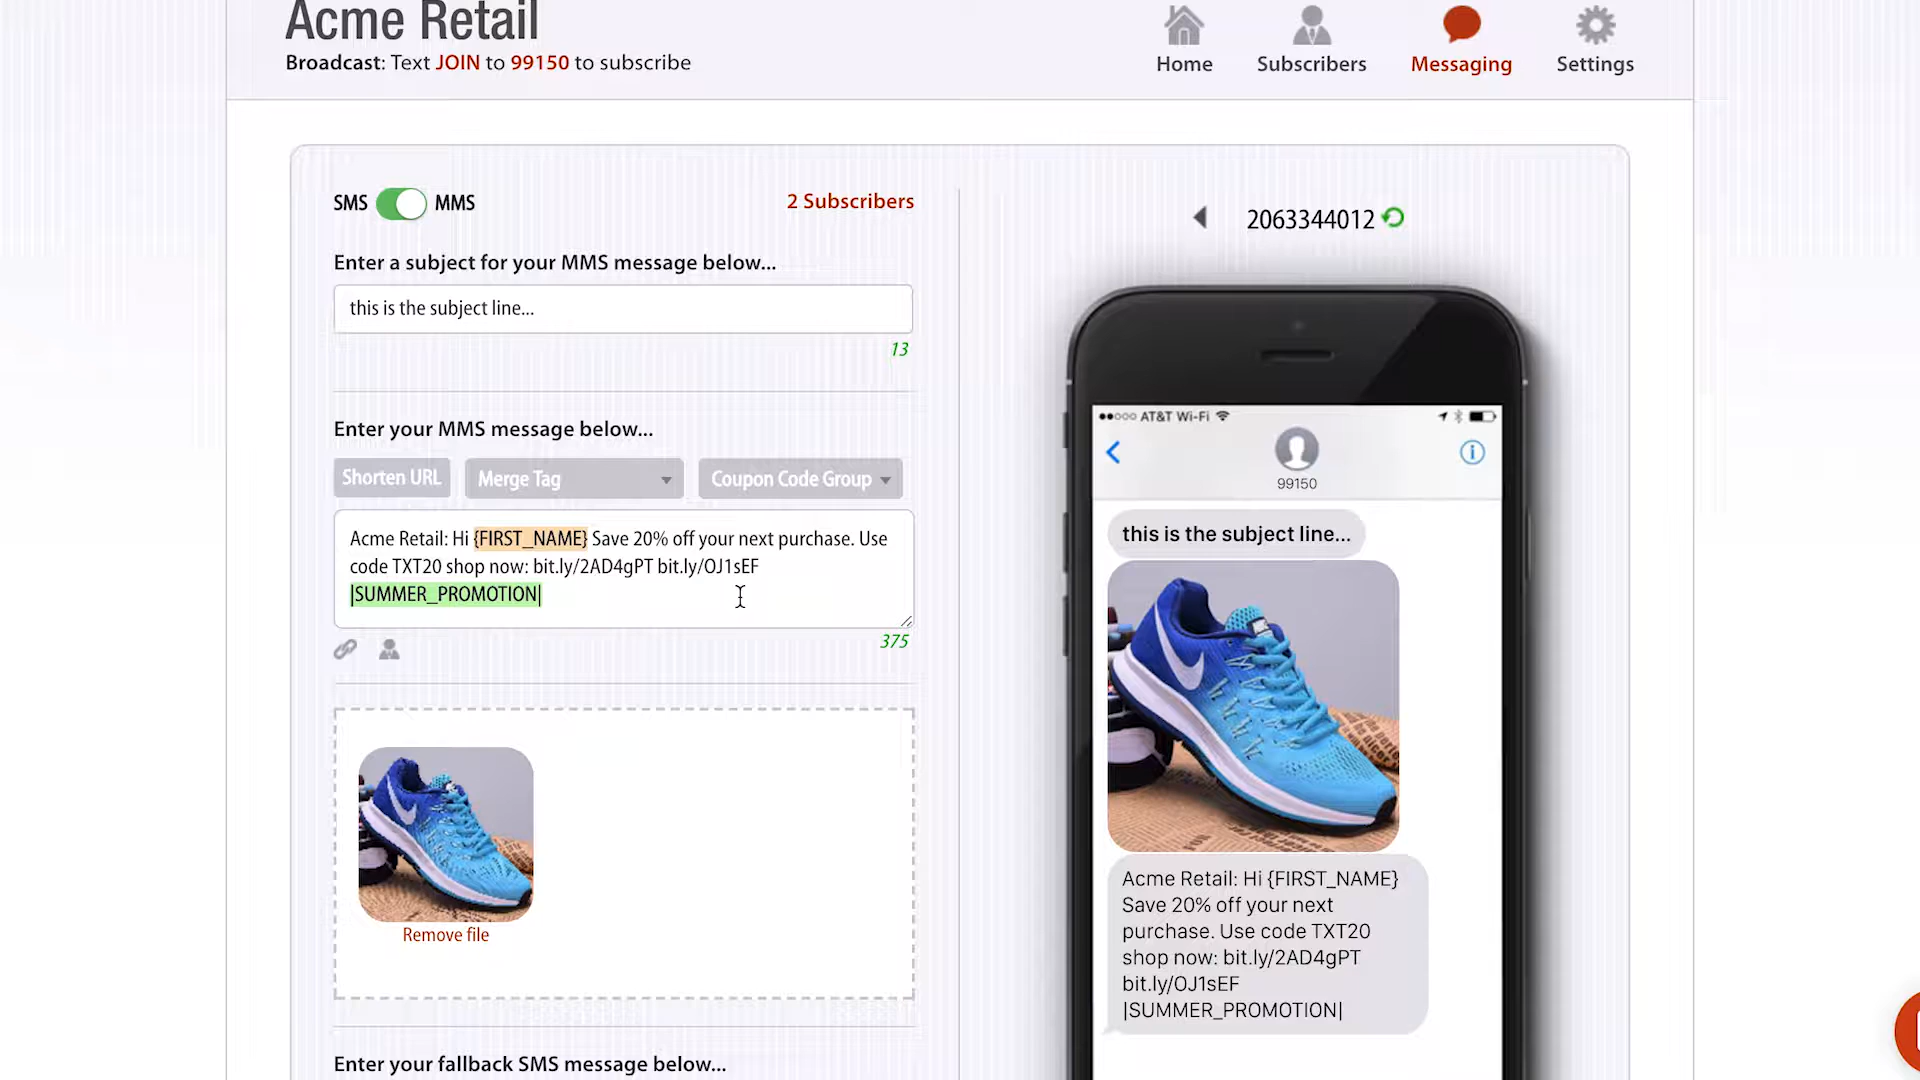 Acme Retail
Broadcast: Text JOIN to 99150 to subscribe
Home
Subscribers
Messaging
Settings
SMS MMS
2 Subscribers
Enter a subject for your MMS message below...
this is the subject line...
13
Enter your MMS message below...
Shorten URL
Merge Tag
Coupon Code Group
Acme Retail: Hi {FIRST_NAME} Save 20% off your next purchase. Use
code TXT20 shop now: bit.ly/2AD4gPT bit.ly/OJ1sEF
|SUMMER_PROMOTION|
375
Remove file
Enter your fallback SMS message below...
2063344012
AT&T Wi-Fi
99150
this is the subject line...
Acme Retail: Hi {FIRST_NAME}
Save 20% off your next
purchase. Use code TXT20
shop now: bit.ly/2AD4gPT
bit.ly/OJ1sEF
|SUMMER_PROMOTION|